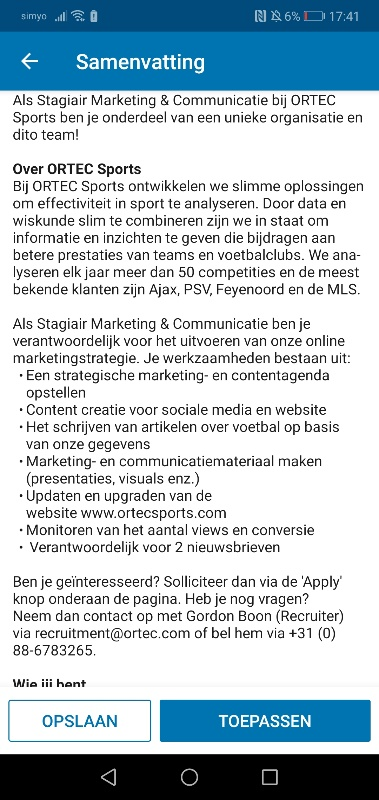 simyo 6% 17:41
Samenvatting
Als Stagiair Marketing & Communicatie bij ORTEC
Sports ben je onderdeel van een unieke organisatie en
dito team!
Over ORTEC Sports
Bij ORTEC Sports ontwikkelen we slimme oplossingen
om effectiviteit in sport te analyseren. Door data en
wiskunde slim te combineren zijn we in staat om
informatie en inzichten te geven die bijdragen aan
betere prestaties van teams en voetbalclubs. We ana-
lyseren elk jaar meer dan 50 competities en de meest
bekende klanten zijn Ajax, PSV, Feyenoord en de MLS.
Als Stagiair Marketing & Communicatie ben je
verantwoordelijk voor het uitvoeren van onze online
marketingstrategie. Je werkzaamheden bestaan uit:
• Een strategische marketing- en contentagenda
opstellen
• Content creatie voor sociale media en website
• Het schrijven van artikelen over voetbal op basis
van onze gegevens
• Marketing- en communicatiemateriaal maken
(presentaties, visuals enz.)
• Updaten en upgraden van de
website www.ortecsports.com
• Monitoren van het aantal views en conversie
• Verantwoordelijk voor 2 nieuwsbrieven
Ben je geïnteresseerd? Solliciteer dan via de 'Apply'
knop onderaan de pagina. Heb je nog vragen?
Neem dan contact op met Gordon Boon (Recruiter)
via recruitment@ortec.com of bel hem via +31 (0)
88-6783265.
Wie jij bent
OPSLAAN TOEPASSEN